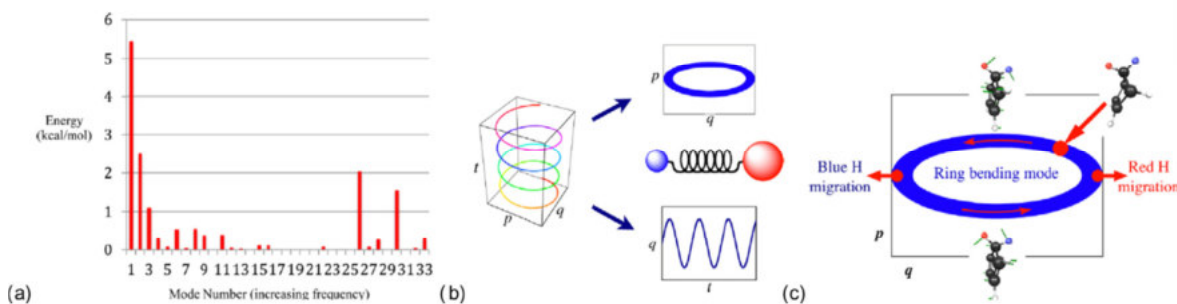 6
5
4
3
2
1
0
Energy
(kcal/mol)
1 3 5 7 9 11 13 15 17 19 21 23 25 27 29 31 33
Mode Number (increasing frequency)
(a)
t
p
q
p
q
q
t
(b)
Blue H
migration
Ring bending mode
Red H
migration
p
q
(c)